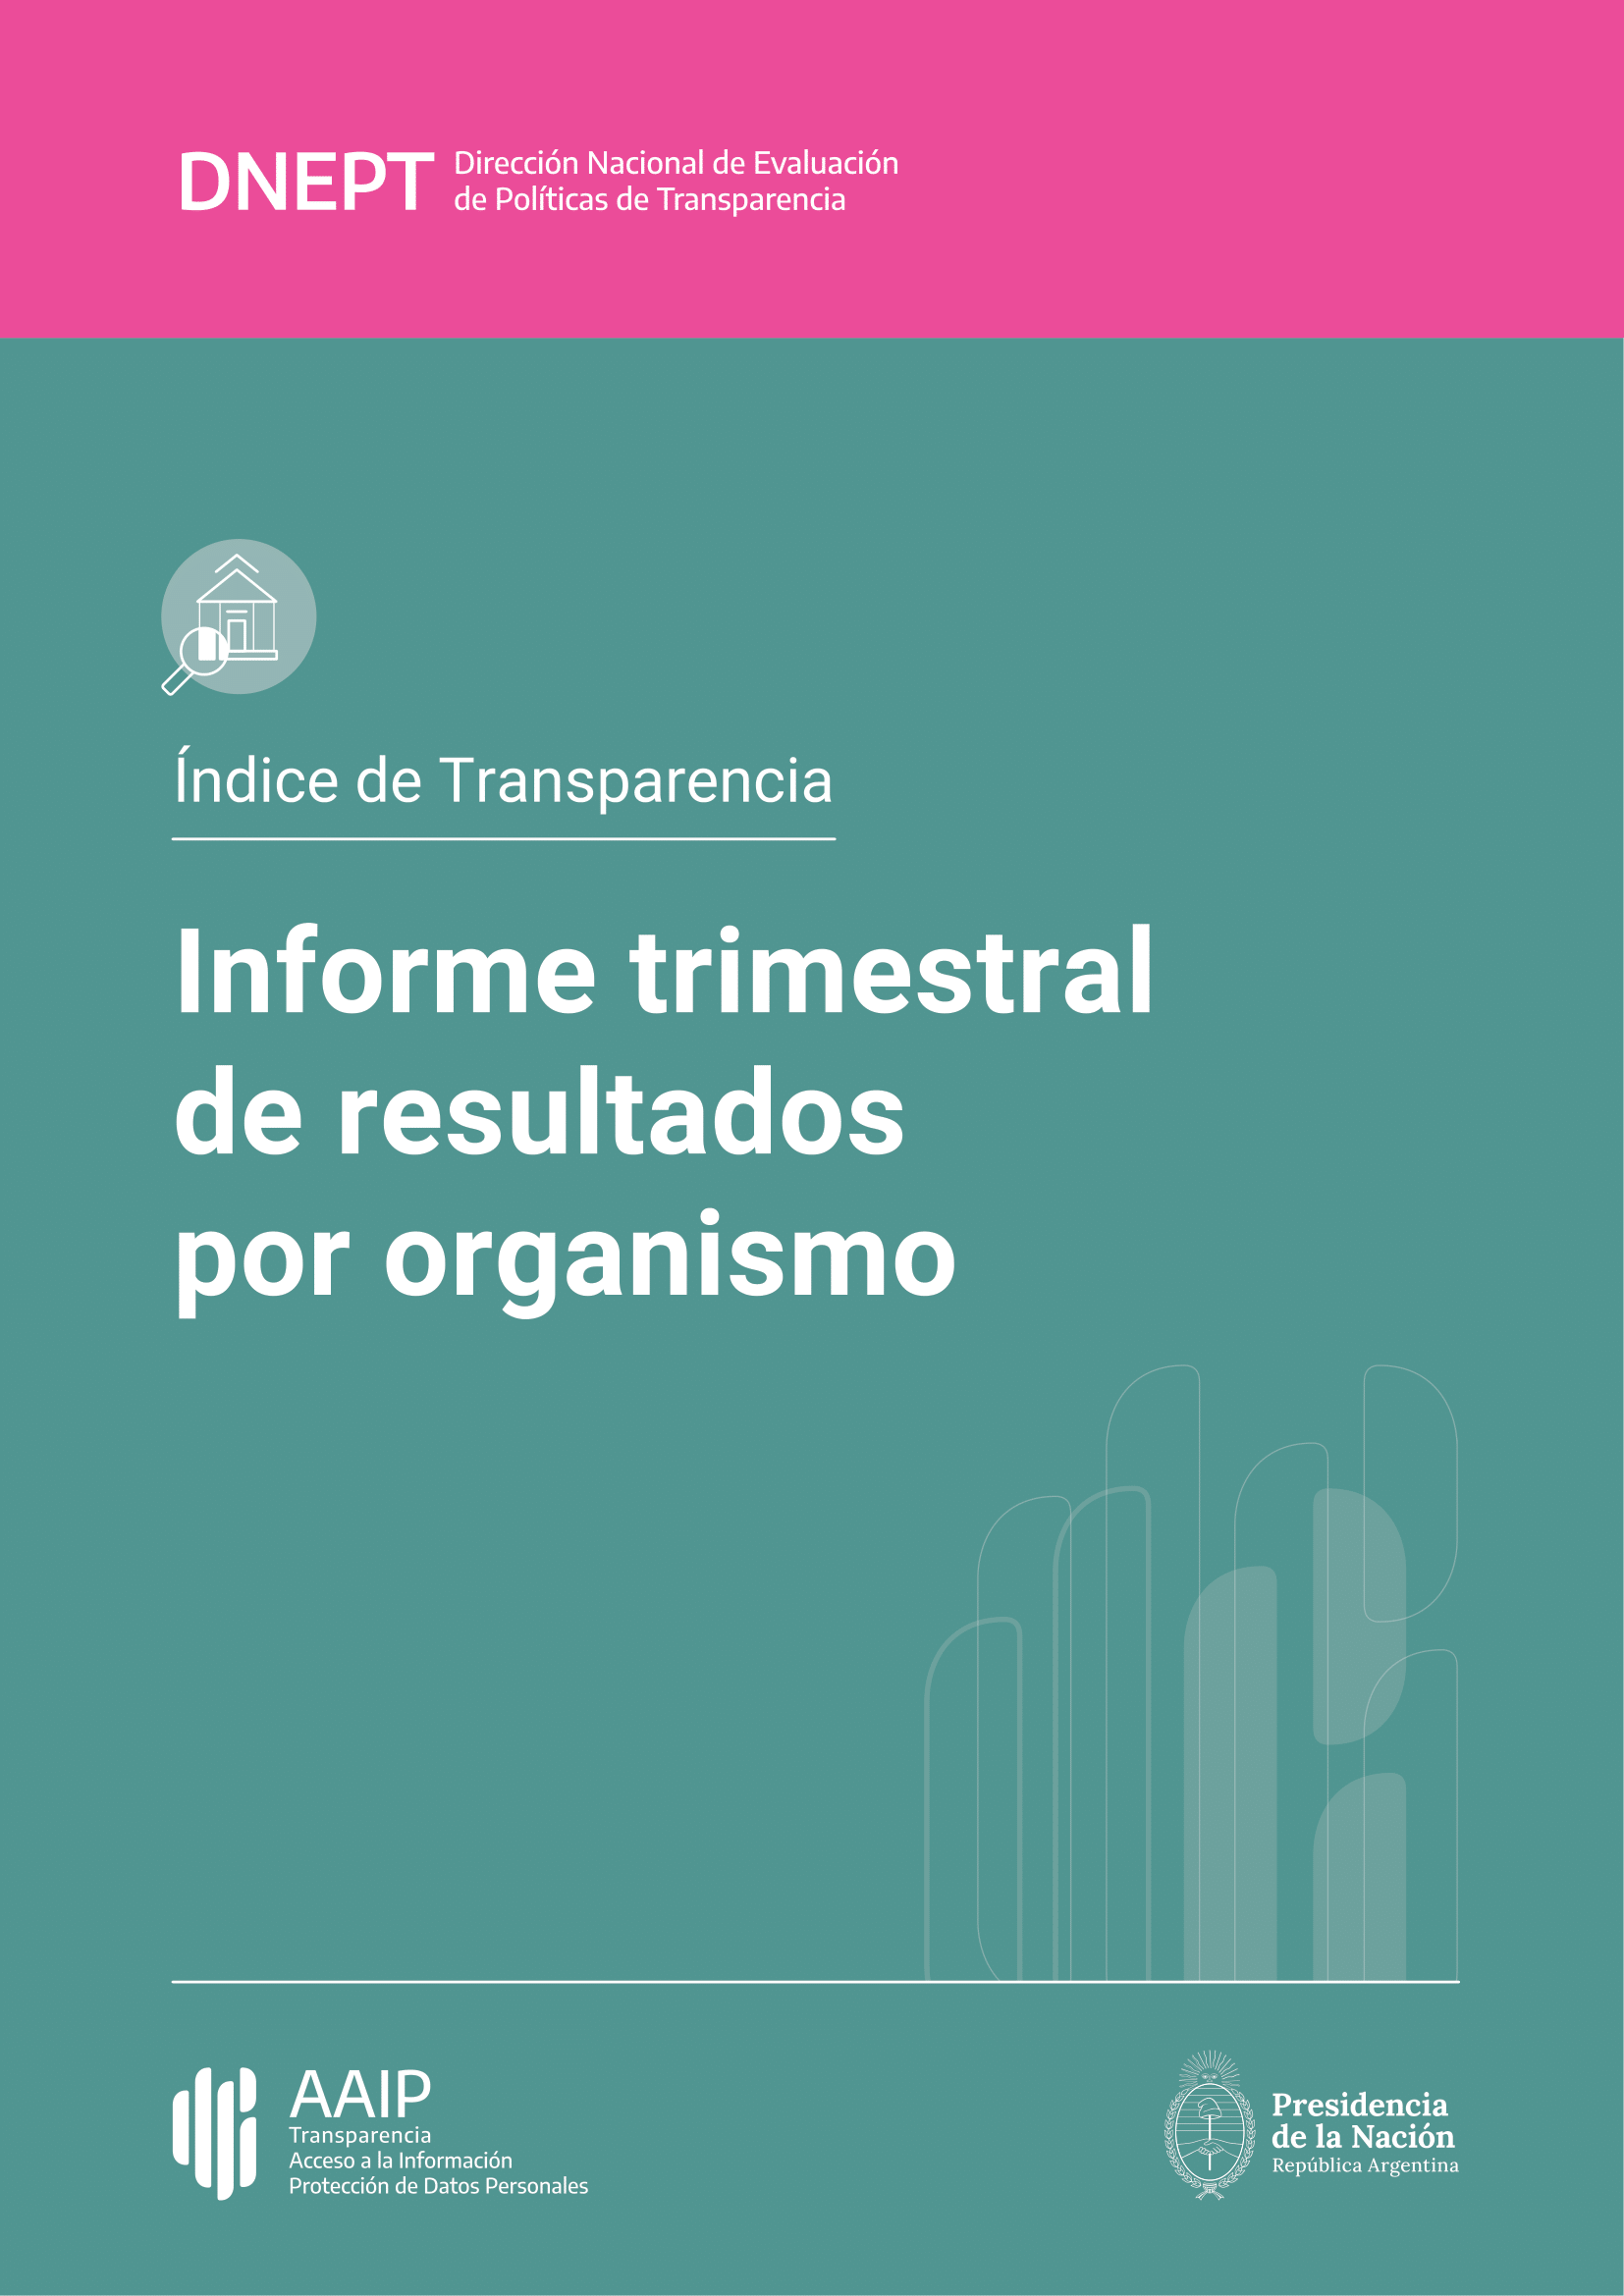 DNEPT
Dirección Nacional de Evaluación
de Políticas de Transparencia
Índice de Transparencia
Informe trimestral
de resultados
por organismo
AAIP
Transparencia
Acceso a la Información
Protección de Datos Personales
Presidencia
de la Nación
República Argentina